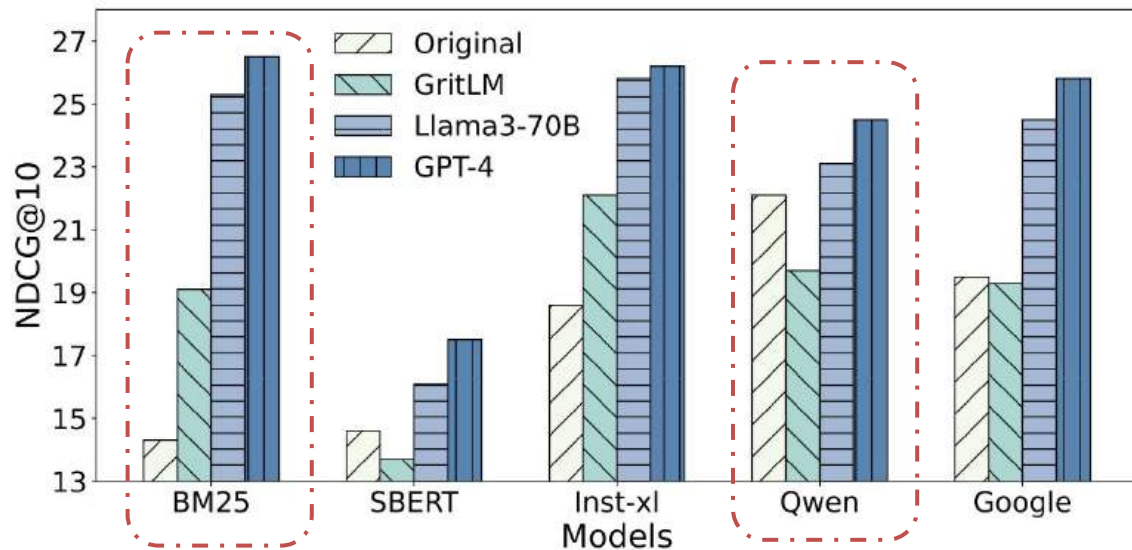 27
25
23
21
19
17
15
13
NDCG@10
Original
GritLM
Llama3-70B
GPT-4
BM25 SBERT Inst-xl Qwen Google
Models